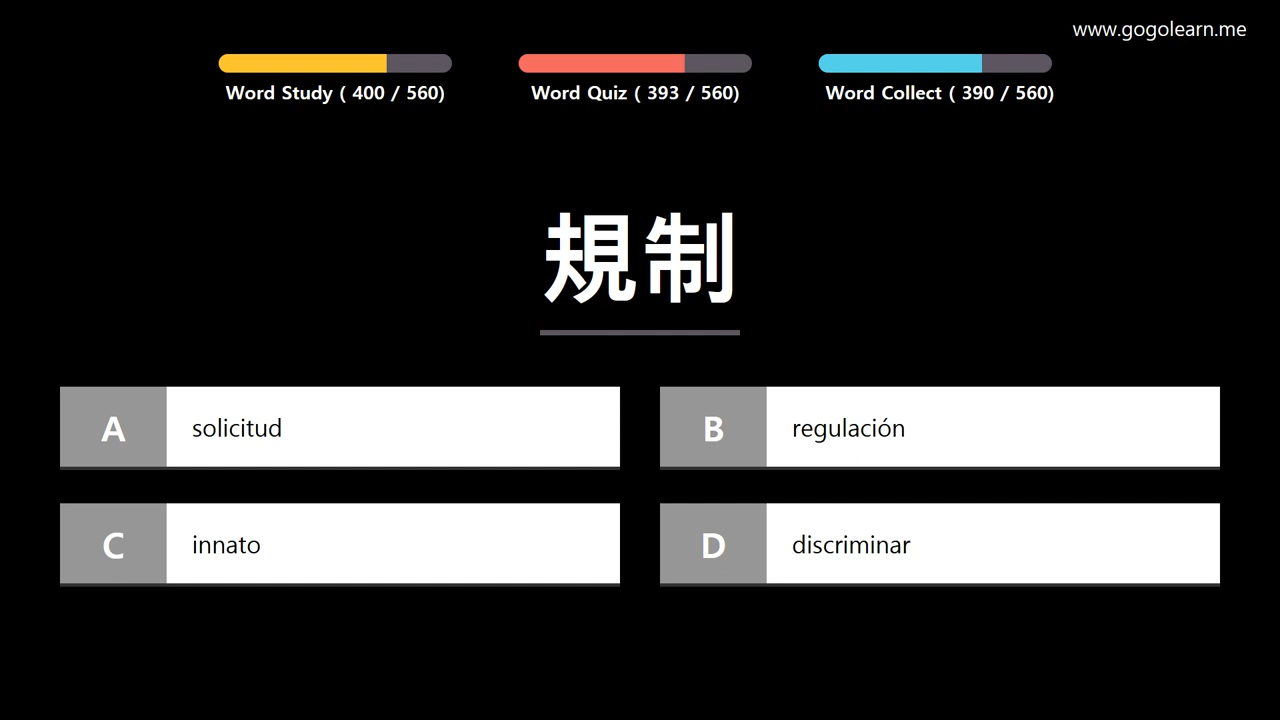 www.gogolearn.me
Word Study ( 400 / 560)
Word Quiz ( 393 / 560)
Word Collect ( 390 / 560)
規制
A solicitud
B regulación
C innato
D discriminar